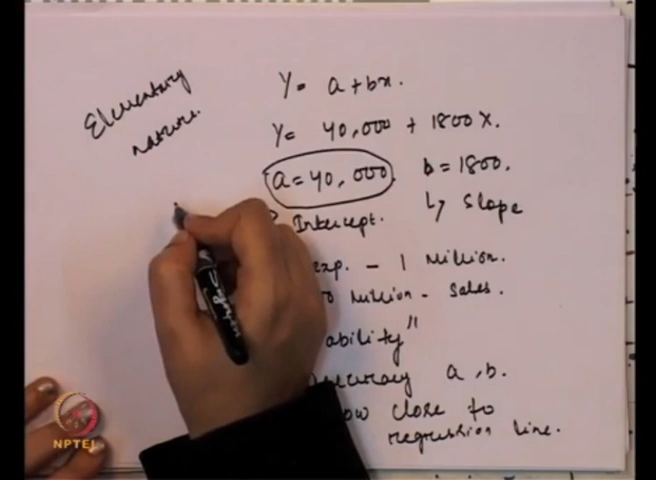 Elementary
nature.
Y = a + bx.
Y = 40,000 + 1800 X.
a = 40,000 b = 1800.
Intercept. ↳ Slope
exp. - 1 Million.
Million - Sales.
ability"
a, b.
close to
regression line.
NPTEL